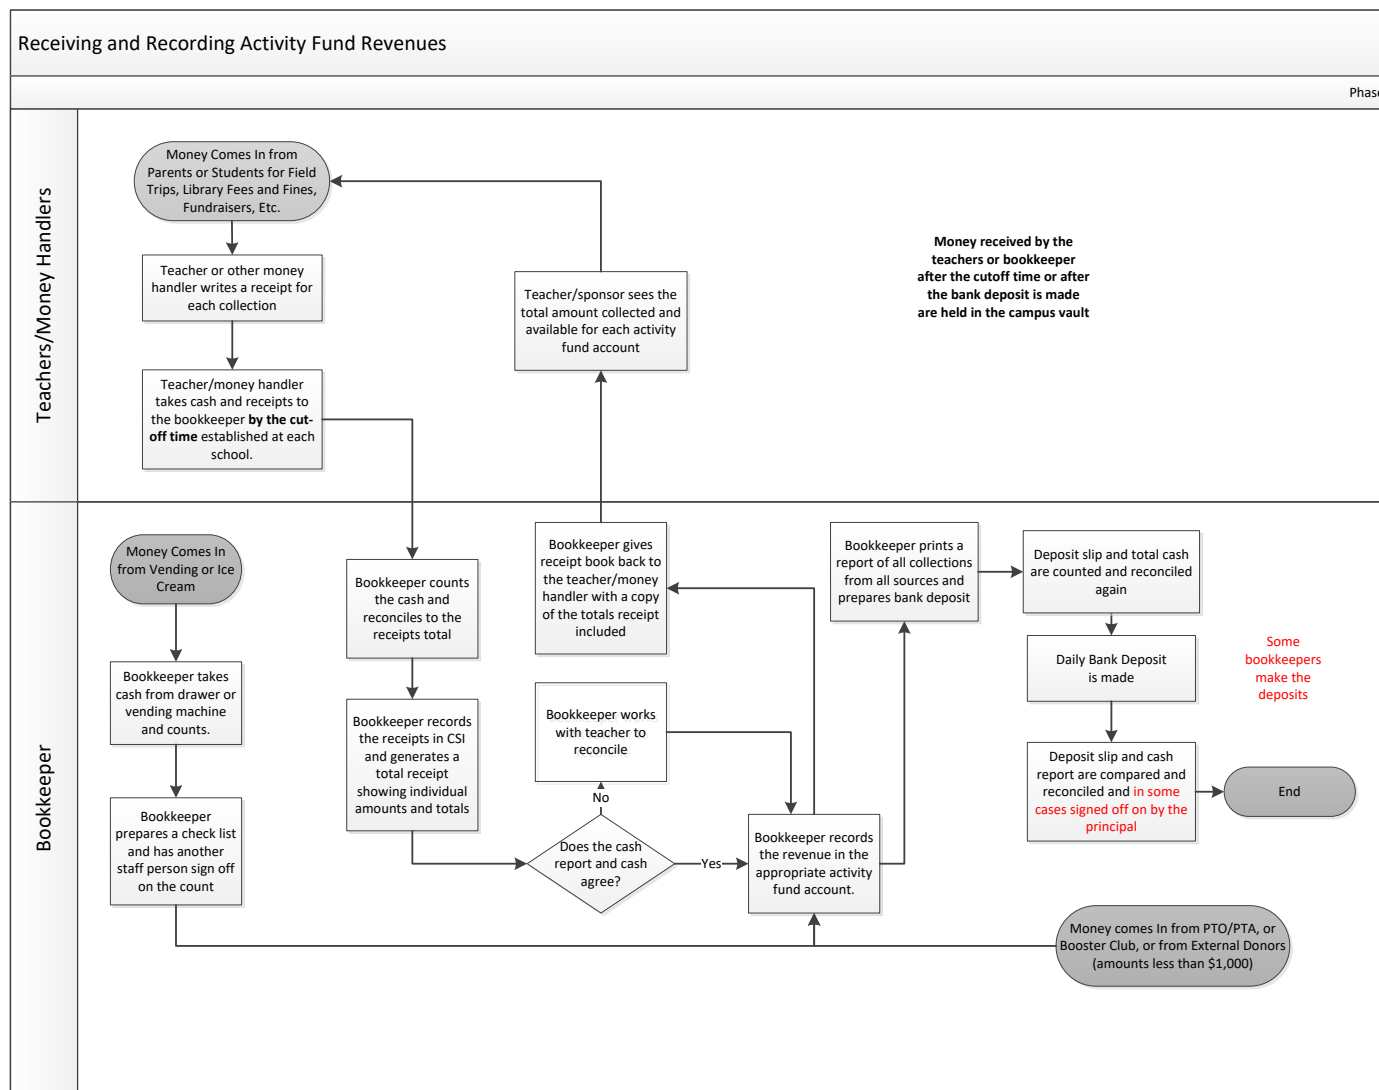 Receiving and Recording Activity Fund Revenues
Phase
Teachers/Money Handlers
Money Comes In from
Parents or Students for Field
Trips, Library Fees and Fines,
Fundraisers, Etc.
Teacher or other money
handler writes a receipt for
each collection
Teacher/money handler
takes cash and receipts to
the bookkeeper by the cut-
off time established at each
school.
Teacher/sponsor sees the
total amount collected and
available for each activity
fund account
Money received by the
teachers or bookkeeper
after the cutoff time or after
the bank deposit is made
are held in the campus vault
Bookkeeper
Money Comes In
from Vending or Ice
Cream
Bookkeeper takes
cash from drawer or
vending machine
and counts.
Bookkeeper
prepares a check list
and has another
staff person sign off
on the count
Bookkeeper counts
the cash and
reconciles to the
receipts total
Bookkeeper records
the receipts in CSI
and generates a
total receipt
showing individual
amounts and totals
Bookkeeper gives
receipt book back to
the teacher/money
handler with a copy
of the totals receipt
included
Bookkeeper works
with teacher to
reconcile
No
Does the cash
report and cash
agree?
Yes
Bookkeeper records
the revenue in the
appropriate activity
fund account.
Bookkeeper prints a
report of all collections
from all sources and
prepares bank deposit
Deposit slip and total cash
are counted and reconciled
again
Daily Bank Deposit
is made
Some
bookkeepers
make the
deposits
Deposit slip and cash
report are compared and
reconciled and in some
cases signed off on by the
principal
End
Money comes In from PTO/PTA, or
Booster Club, or from External Donors
(amounts less than $1,000)